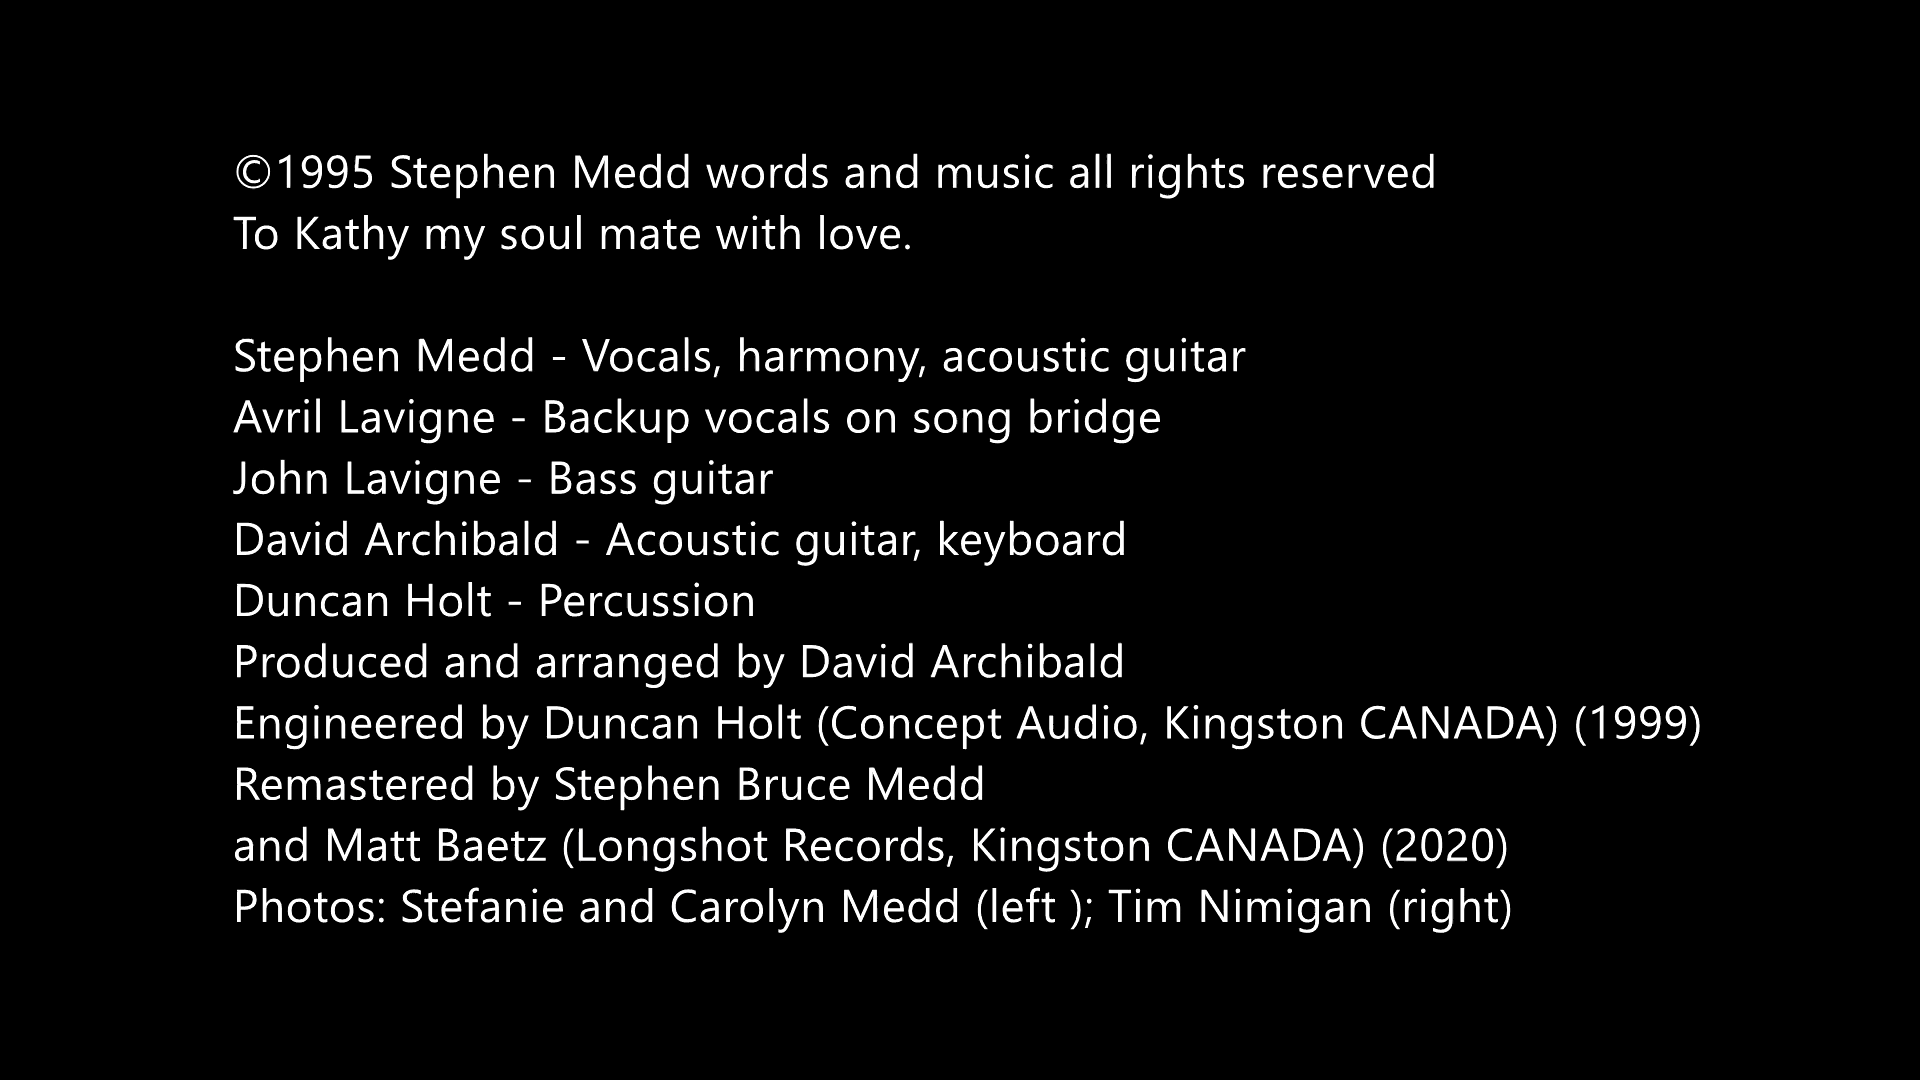 ©1995 Stephen Medd words and music all rights reserved
To Kathy my soul mate with love.
Stephen Medd - Vocals, harmony, acoustic guitar
Avril Lavigne - Backup vocals on song bridge
John Lavigne - Bass guitar
David Archibald - Acoustic guitar, keyboard
Duncan Holt - Percussion
Produced and arranged by David Archibald
Engineered by Duncan Holt (Concept Audio, Kingston CANADA) (1999)
Remastered by Stephen Bruce Medd
and Matt Baetz (Longshot Records, Kingston CANADA) (2020)
Photos: Stefanie and Carolyn Medd (left ); Tim Nimigan (right)